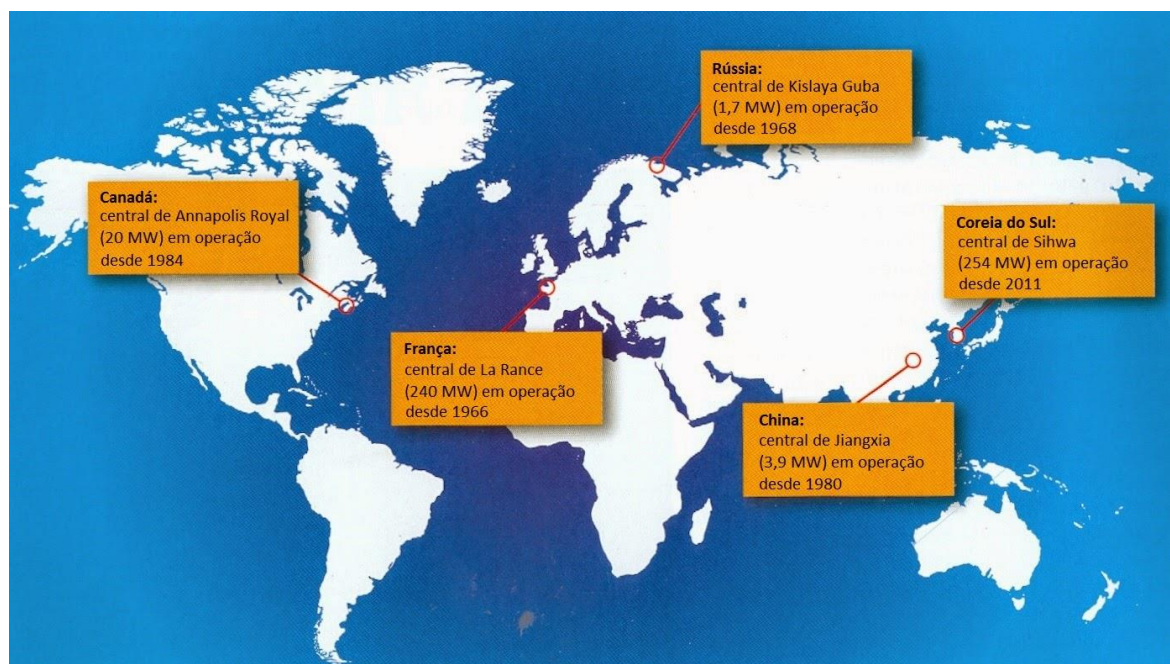 Rússia:
central de Kislaya Guba
(1,7 MW) em operação
desde 1968
Canadá:
central de Annapolis Royal
(20 MW) em operação
desde 1984
Coreia do Sul:
central de Sihwa
(254 MW) em operação
desde 2011
França:
central de La Rance
(240 MW) em operação
desde 1966
China:
central de Jiangxia
(3,9 MW) em operação
desde 1980